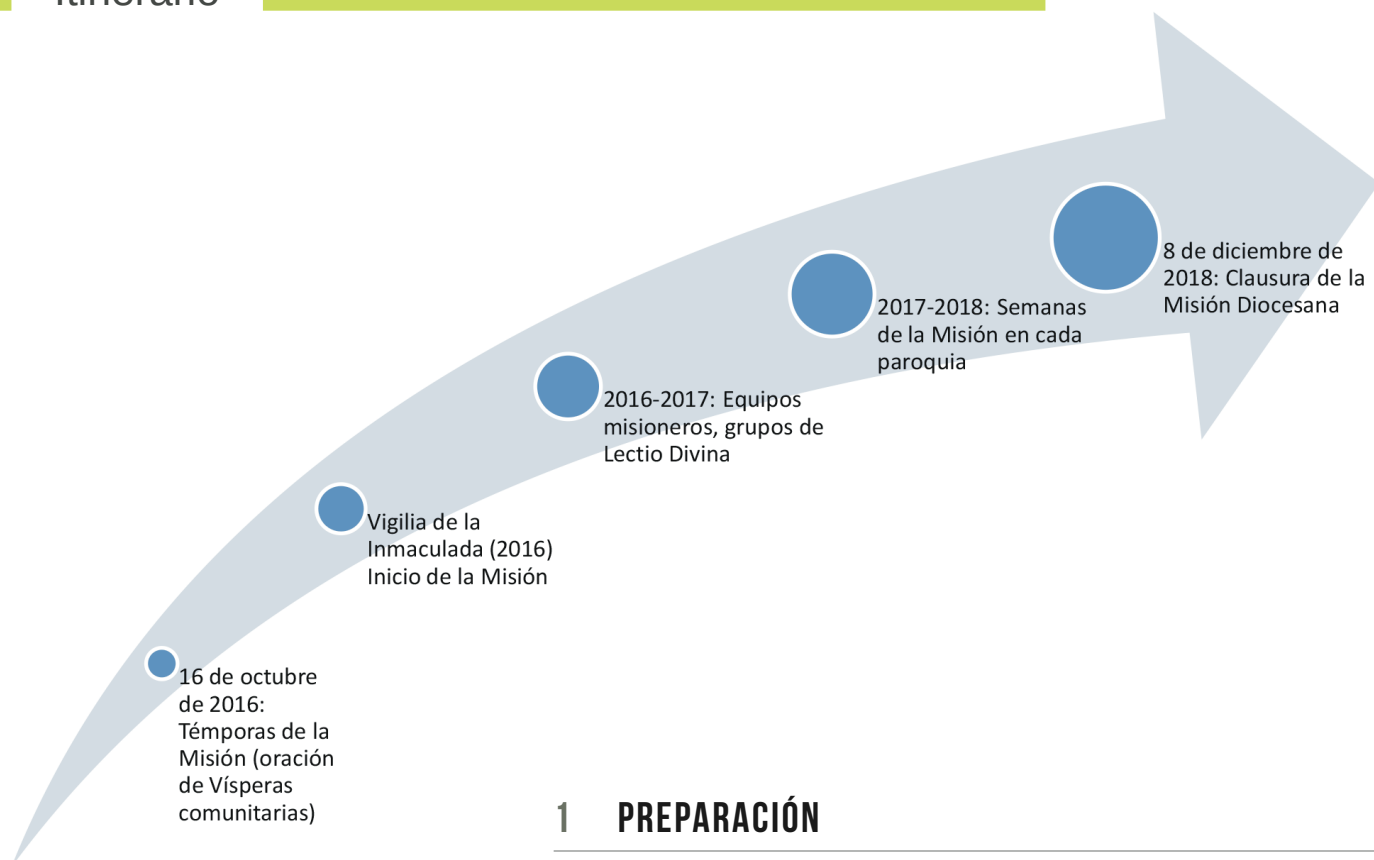 Itinerario
16 de octubre
de 2016:
Témporas de la
Misión (oración
de Vísperas
comunitarias)
Vigilia de la
Inmaculada (2016)
Inicio de la Misión
2016-2017: Equipos
misioneros, grupos de
Lectio Divina
2017-2018: Semanas
de la Misión en cada
paroquia
8 de diciembre de
2018: Clausura de la
Misión Diocesana
1 PREPARACIÓN